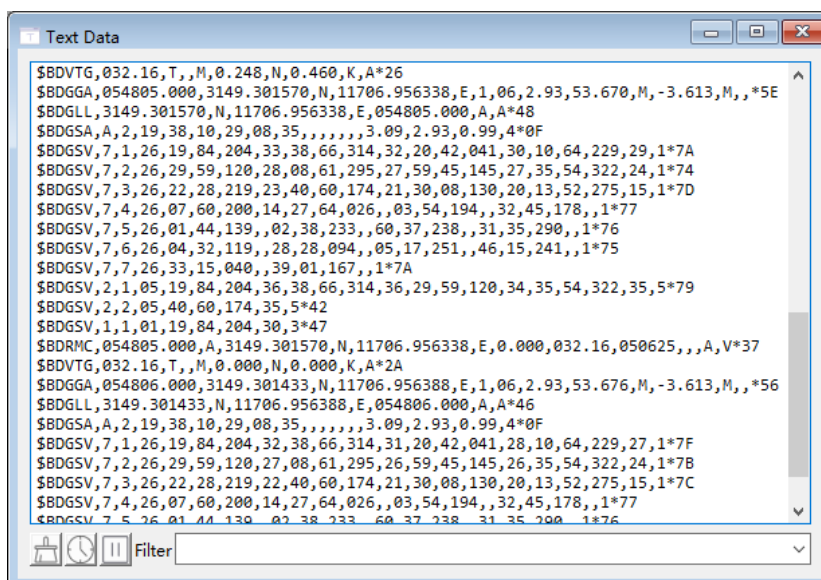 Text Data
$BDVTG,032.16,T,,M,0.248,N,0.460,K,A*26
$BDGGA,054805.000,3149.301570,N,11706.956338,E,1,06,2.93,53.670,M,-3.613,M,,*5E
$BDGLL,3149.301570,N,11706.956338,E,054805.000,A,A*48
$BDGSA,A,2,19,38,10,29,08,35,,,,,,,3.09,2.93,0.99,4*0F
$BDGSV,7,1,26,19,84,204,33,38,66,314,32,20,42,041,30,10,64,229,29,1*7A
$BDGSV,7,2,26,29,59,120,28,08,61,295,27,59,45,145,27,35,54,322,24,1*74
$BDGSV,7,3,26,22,28,219,23,40,60,174,21,30,08,130,20,13,52,275,15,1*7D
$BDGSV,7,4,26,07,60,200,14,27,64,026,,03,54,194,,32,45,178,,1*77
$BDGSV,7,5,26,01,44,139,,02,38,233,,60,37,238,,31,35,290,,1*76
$BDGSV,7,6,26,04,32,119,,28,28,094,,05,17,251,,46,15,241,,1*75
$BDGSV,7,7,26,33,15,040,,39,01,167,,1*7A
$BDGSV,2,1,05,19,84,204,36,38,66,314,36,29,59,120,34,35,54,322,35,5*79
$BDGSV,2,2,05,40,60,174,35,5*42
$BDGSV,1,1,01,19,84,204,30,3*47
$BDRMC,054805.000,A,3149.301570,N,11706.956338,E,0.000,032.16,050625,,,A,V*37
$BDVTG,032.16,T,,M,0.000,N,0.000,K,A*2A
$BDGGA,054806.000,3149.301433,N,11706.956388,E,1,06,2.93,53.676,M,-3.613,M,,*56
$BDGLL,3149.301433,N,11706.956388,E,054806.000,A,A*46
$BDGSA,A,2,19,38,10,29,08,35,,,,,,,3.09,2.93,0.99,4*0F
$BDGSV,7,1,26,19,84,204,32,38,66,314,31,20,42,041,28,10,64,229,27,1*7F
$BDGSV,7,2,26,29,59,120,27,08,61,295,26,59,45,145,26,35,54,322,24,1*7B
$BDGSV,7,3,26,22,28,219,22,40,60,174,21,30,08,130,20,13,52,275,15,1*7C
$BDGSV,7,4,26,07,60,200,14,27,64,026,,03,54,194,,32,45,178,,1*77
$BDGSV,7,5,26,01,44,139,,02,38,233,,60,37,238,,31,35,290,,1*76
Filter